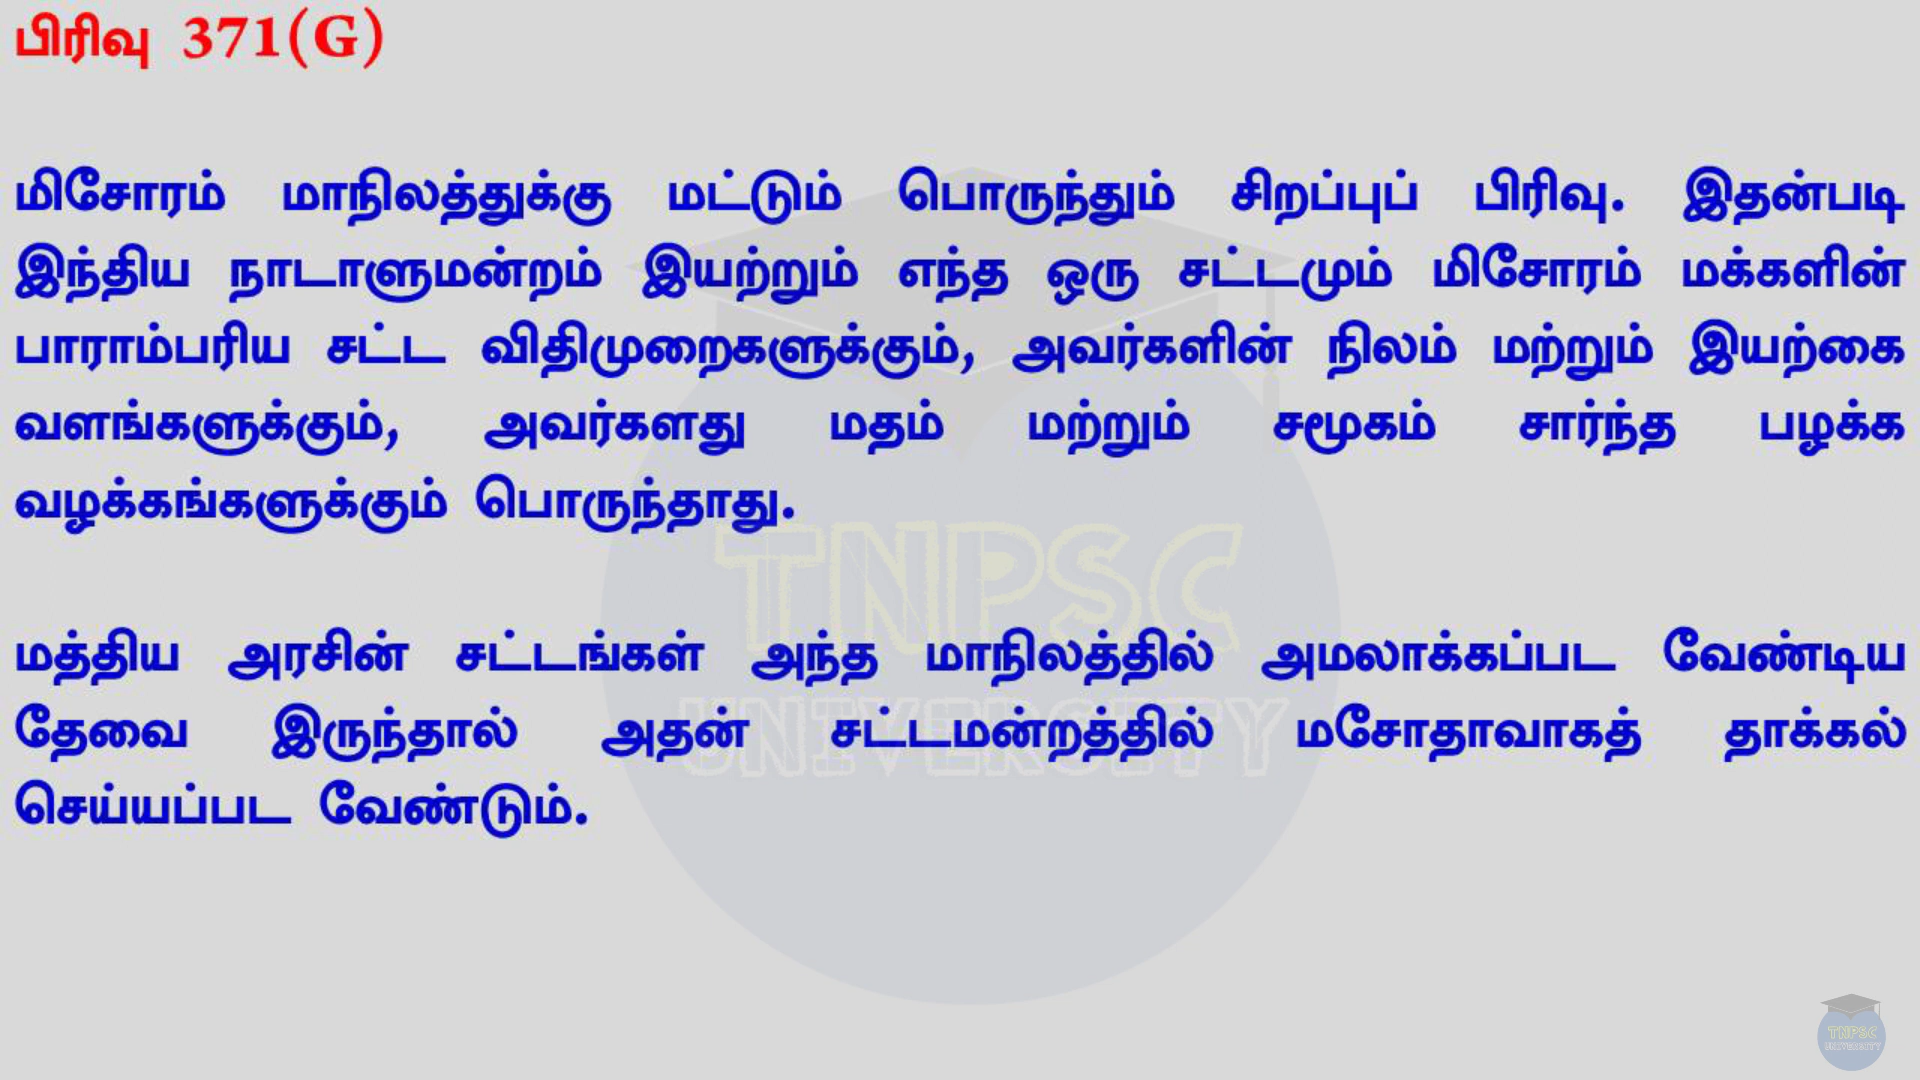 பிரிவு 371(G)
மிசோரம் மாநிலத்துக்கு மட்டும் பொருந்தும் சிறப்புப் பிரிவு. இதன்படி
இந்திய நாடாளுமன்றம் இயற்றும் எந்த ஒரு சட்டமும் மிசோரம் மக்களின்
பாராம்பரிய சட்ட விதிமுறைகளுக்கும், அவர்களின் நிலம் மற்றும் இயற்கை
வளங்களுக்கும், அவர்களது மதம் மற்றும் சமூகம் சார்ந்த பழக்க
வழக்கங்களுக்கும் பொருந்தாது.
TNPSC
UNIVERSITY
மத்திய அரசின் சட்டங்கள் அந்த மாநிலத்தில் அமலாக்கப்பட வேண்டிய
தேவை இருந்தால் அதன் சட்டமன்றத்தில் மசோதாவாகத் தாக்கல்
செய்யப்பட வேண்டும்.
TNPSC
UNIVERSITY